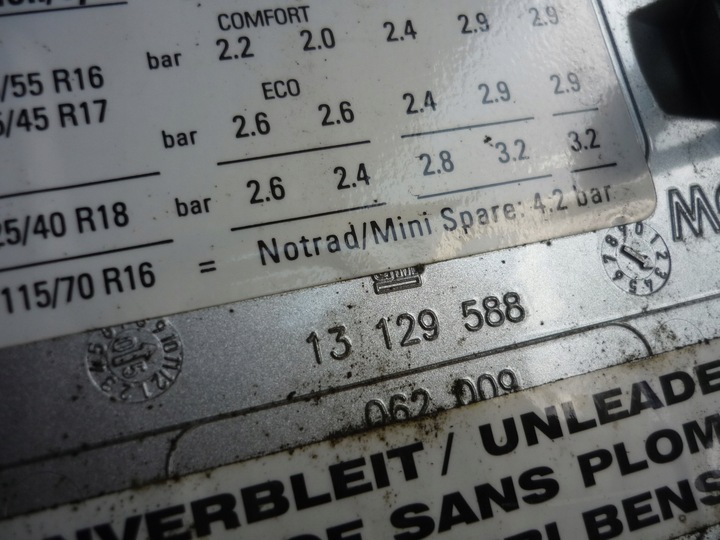 COMFORT
/55 R16 bar 2.2 2.0 2.4 2.9 2.9
/45 R17
ECO
bar 2.6 2.6 2.4 2.9 2.9
25/40 R18 bar 2.6 2.4 2.8 3.2 3.2
115/70 R16 = Notrad/Mini Spare: 4.2 bar
13 129 588
062 009
NVERBLEIT / UNLEADE
SANS PLOM
BENS